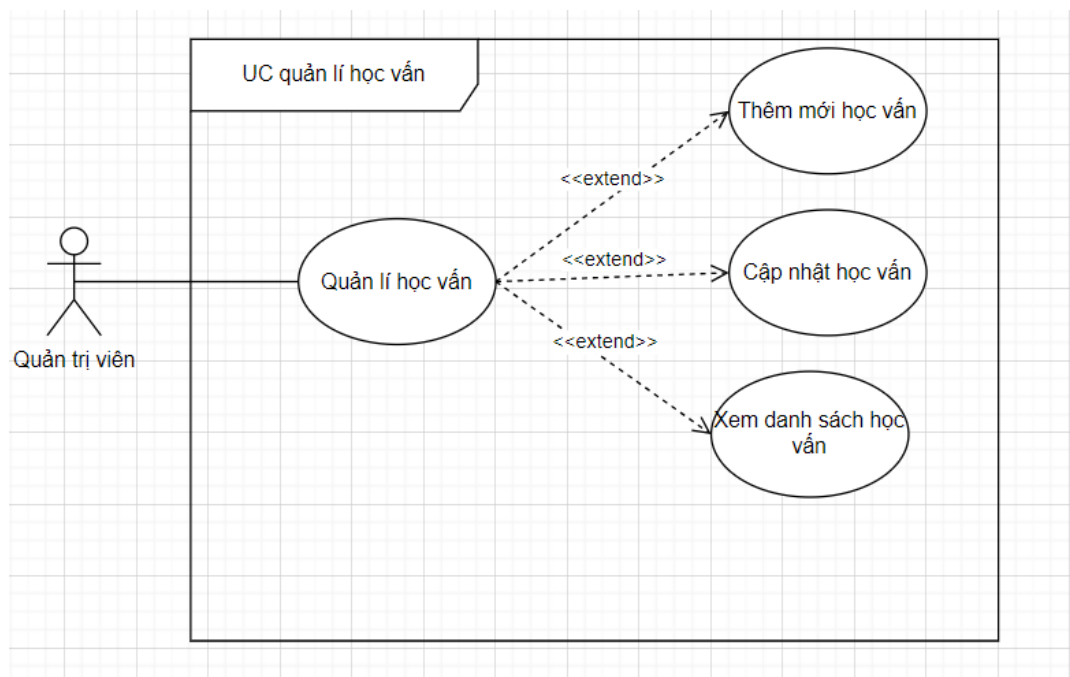 UC quản lí học vấn
Thêm mới học vấn
<<extend>>
<<extend>>
Cập nhật học vấn
Quản lí học vấn
<<extend>>
Quản trị viên
Xem danh sách học
vấn